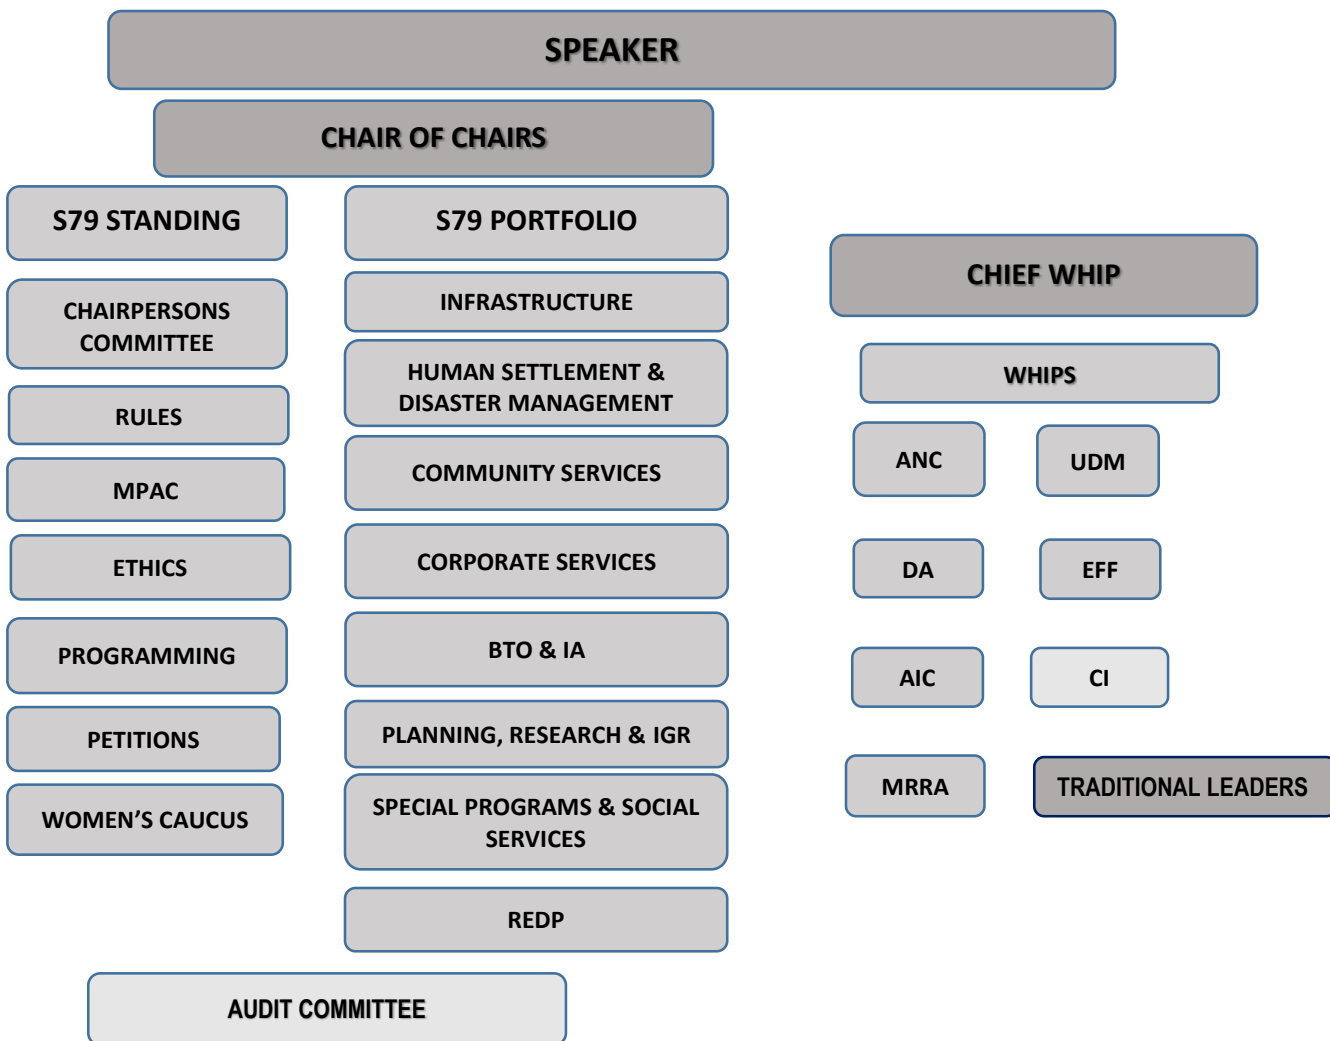 SPEAKER
CHAIR OF CHAIRS
S79 STANDING
CHAIRPERSONS
COMMITTEE
RULES
MPAC
ETHICS
PROGRAMMING
PETITIONS
WOMEN’S CAUCUS
S79 PORTFOLIO
INFRASTRUCTURE
HUMAN SETTLEMENT &
DISASTER MANAGEMENT
COMMUNITY SERVICES
CORPORATE SERVICES
BTO & IA
PLANNING, RESEARCH & IGR
SPECIAL PROGRAMS & SOCIAL
SERVICES
REDP
AUDIT COMMITTEE
CHIEF WHIP
WHIPS
ANC
UDM
DA
EFF
AIC
CI
MRRA
TRADITIONAL LEADERS